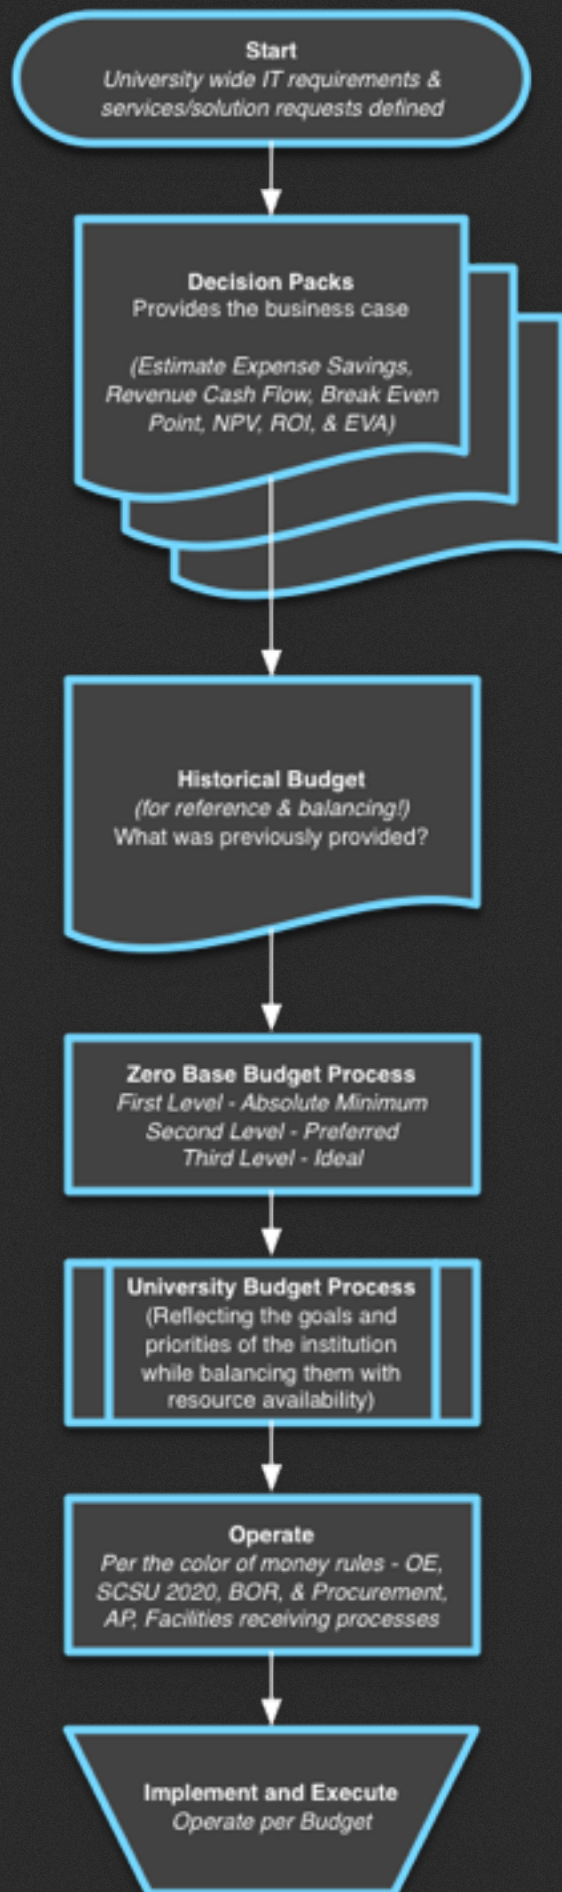 Start
University wide IT requirements &
services/solution requests defined
Decision Packs
Provides the business case
(Estimate Expense Savings,
Revenue Cash Flow, Break Even
Point, NPV, ROI, & EVA)
Historical Budget
(for reference & balancing!)
What was previously provided?
Zero Base Budget Process
First Level - Absolute Minimum
Second Level - Preferred
Third Level - Ideal
University Budget Process
(Reflecting the goals and
priorities of the institution
while balancing them with
resource availability)
Operate
Per the color of money rules - OE,
SCSU 2020, BOR, & Procurement,
AP, Facilities receiving processes
Implement and Execute
Operate per Budget